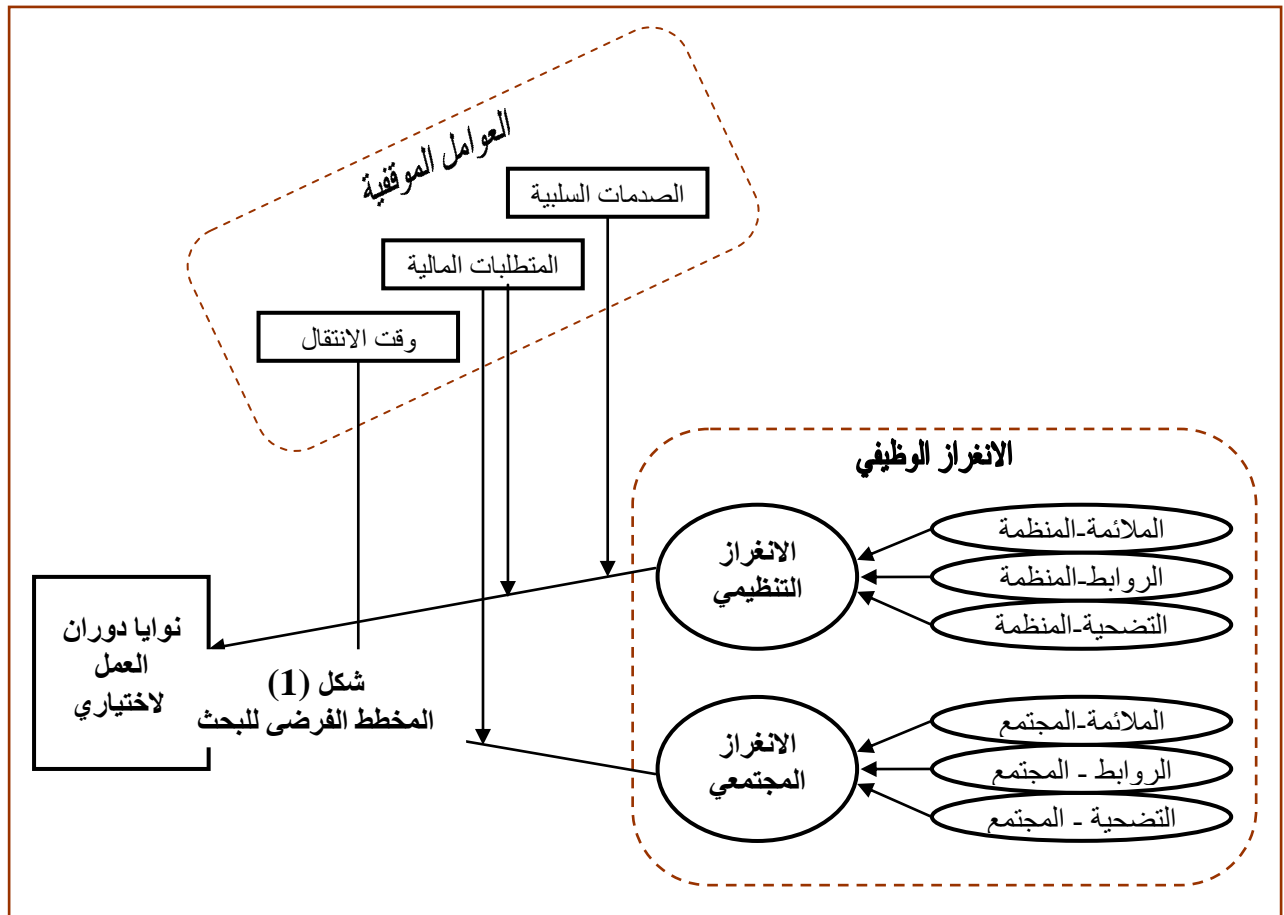 العوامل الموقفية
الصدمات السلبية
المتطلبات المالية
وقت الانتقال
الانغراز الوظيفي
الملائمة-المنظمة
الروابط-المنظمة
التضحية-المنظمة
الانغراز
التنظيمي
الملائمة-المجتمع
الروابط - المجتمع
التضحية - المجتمع
الانغراز
المجتمعي
نوايا دوران
العمل
لاختياري
شكل (1)
المخطط الفرضي للبحث